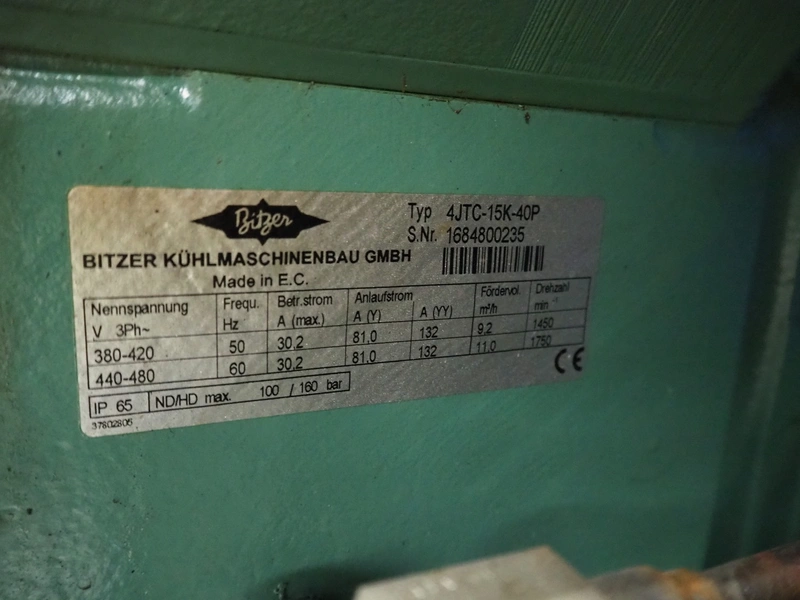 Bitzer
Typ 4JTC-15K-40P
S.Nr. 1684800235
BITZER KÜHLMASCHINENBAU GMBH
Made in E.C.
Nennspannung Frequ. Betr.strom Anlaufstrom Fördervol. Drehzahl
V 3Ph~ Hz A (max.) A (Y) A (YY) m³/h min⁻¹
380-420 50 30,2 81,0 132 9,2 1450
440-480 60 30,2 81,0 132 11,0 1750
IP 65 ND/HD max. 100 / 160 bar CE
37802805